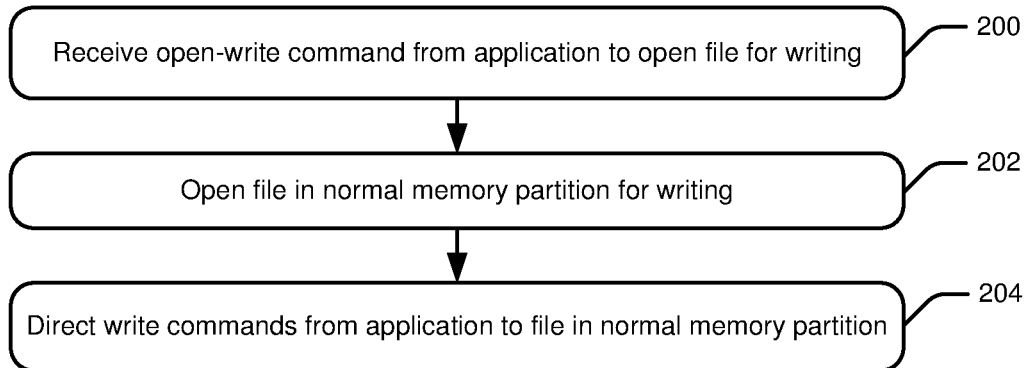 Receive open-write command from application to open file for writing
200
Open file in normal memory partition for writing
202
Direct write commands from application to file in normal memory partition
204